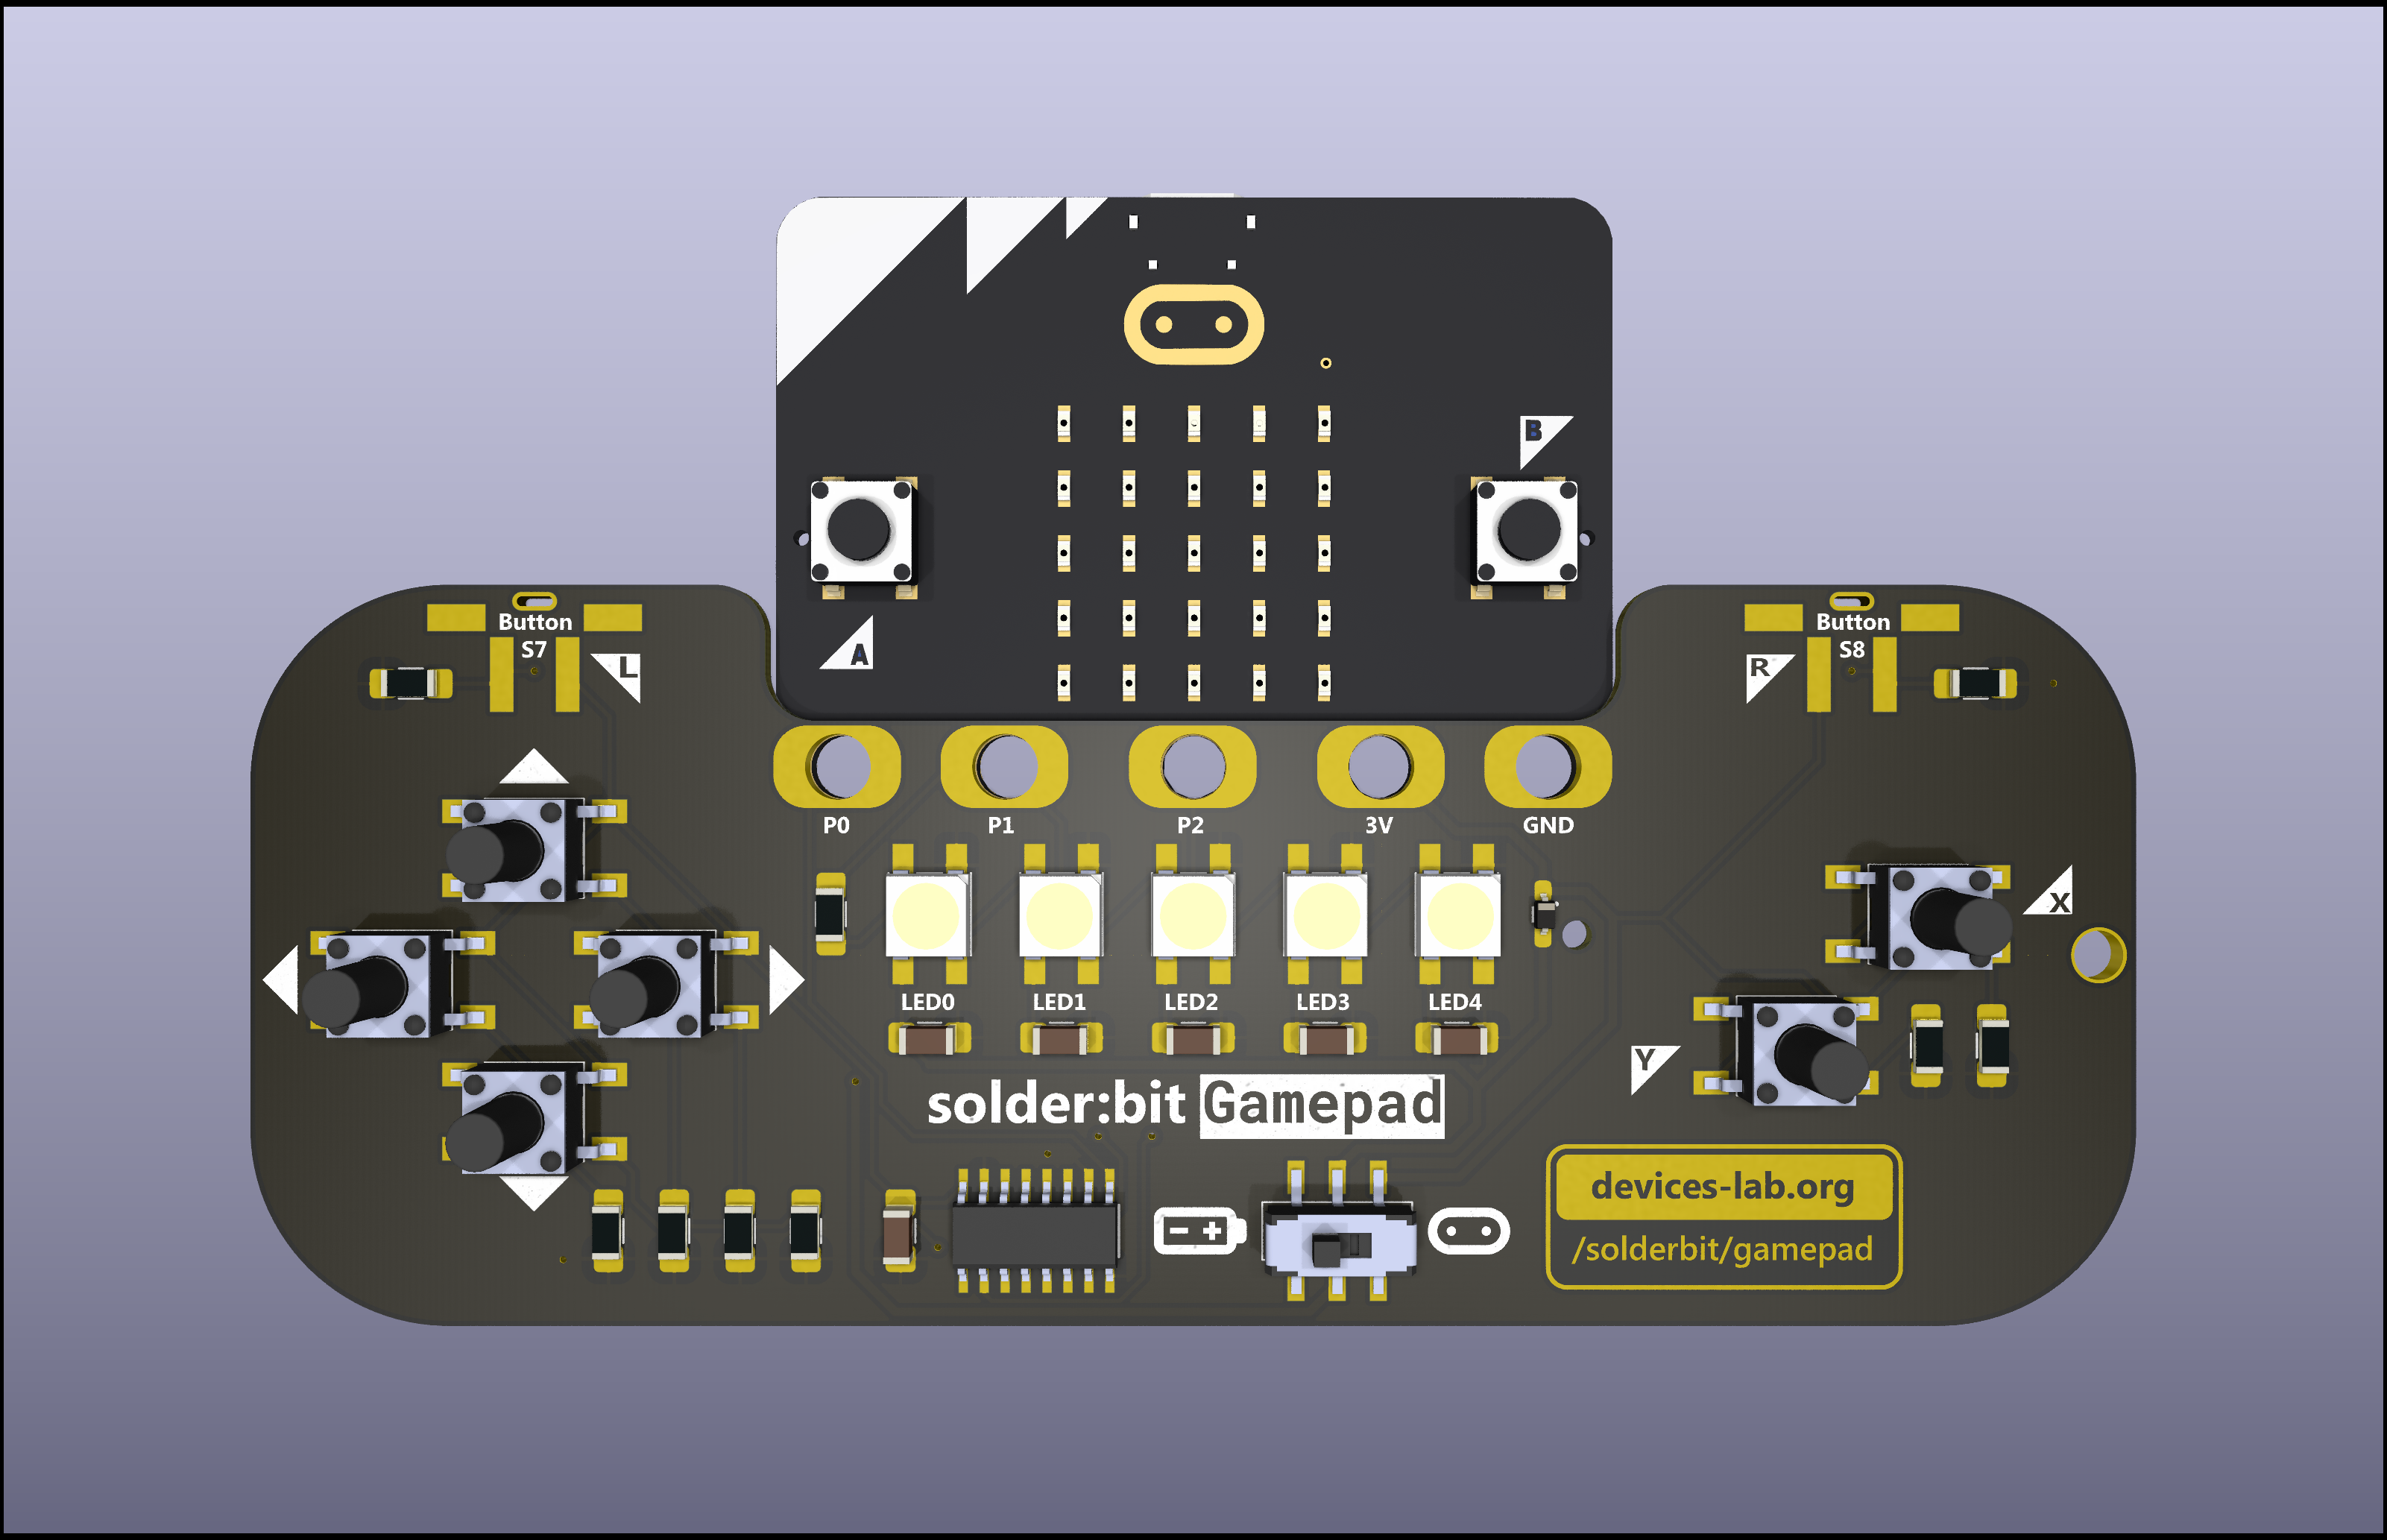 B
A
Button
S7
L
Button
S8
R
P0 P1 P2 3V GND
X
LED0 LED1 LED2 LED3 LED4
Y
solder:bit Gamepad
- +
devices-lab.org
/solderbit/gamepad